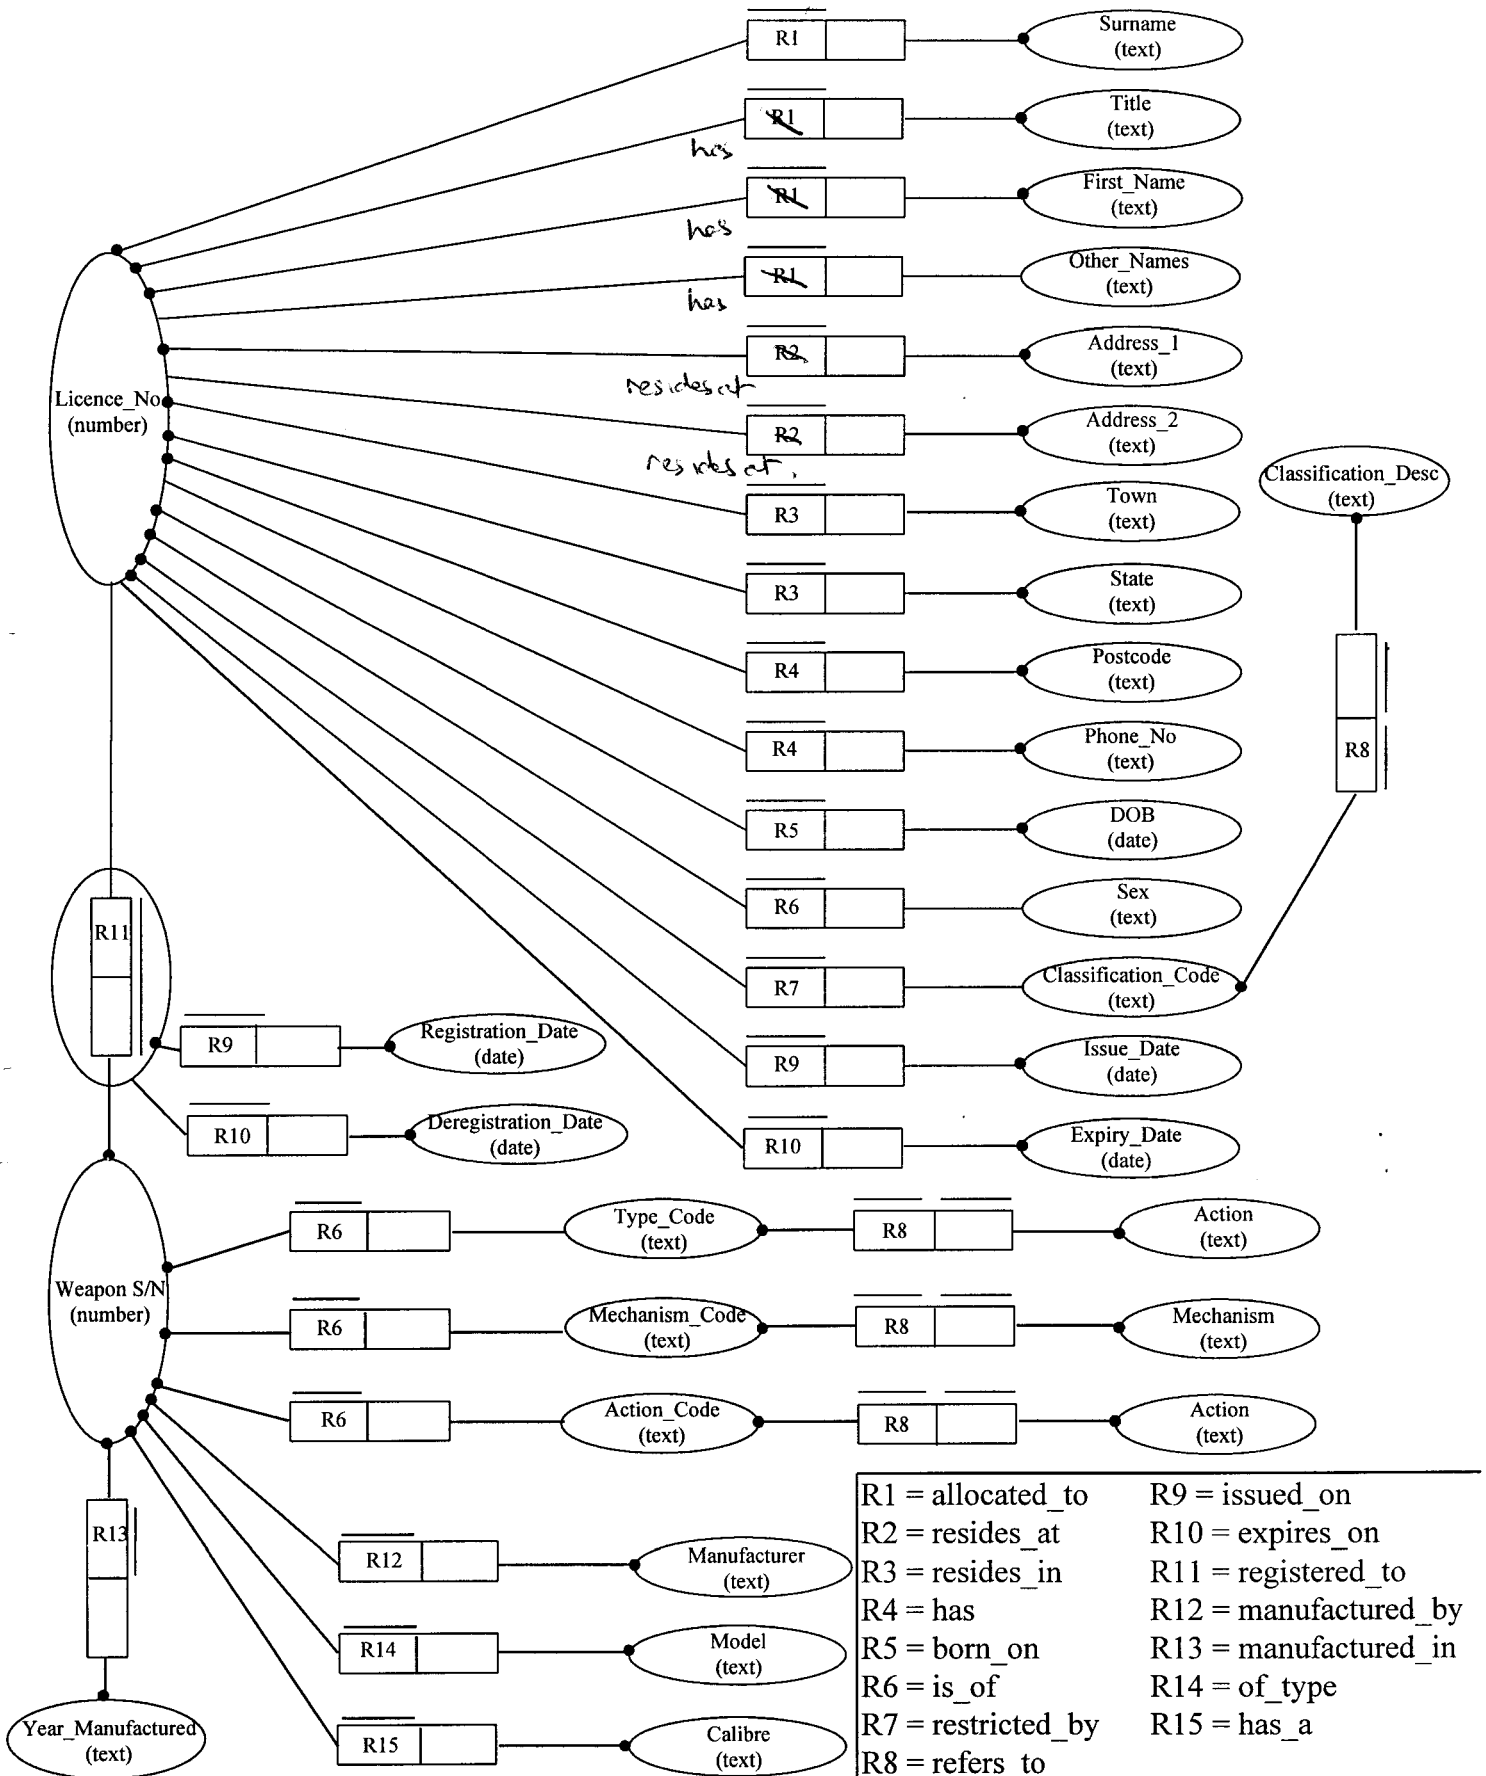 R1
Surname
(text)
R1
Title
(text)
has
R1
First_Name
(text)
has
R1
Other_Names
(text)
has
R2
Address_1
(text)
resides at
R2
Address_2
(text)
resides at.
Licence_No
(number)
R3
Town
(text)
Classification_Desc
(text)
R3
State
(text)
R4
Postcode
(text)
R4
Phone_No
(text)
R8
R5
DOB
(date)
R6
Sex
(text)
R7
Classification_Code
(text)
R11
R9
Registration_Date
(date)
R9
Issue_Date
(date)
R10
Deregistration_Date
(date)
R10
Expiry_Date
(date)
Weapon S/N
(number)
R6
Type_Code
(text)
R8
Action
(text)
R6
Mechanism_Code
(text)
R8
Mechanism
(text)
R6
Action_Code
(text)
R8
Action
(text)
R13
Year_Manufactured
(text)
R12
Manufacturer
(text)
R14
Model
(text)
R15
Calibre
(text)
R1 = allocated_to
R2 = resides_at
R3 = resides_in
R4 = has
R5 = born_on
R6 = is_of
R7 = restricted_by
R8 = refers_to
R9 = issued_on
R10 = expires_on
R11 = registered_to
R12 = manufactured_by
R13 = manufactured_in
R14 = of_type
R15 = has_a